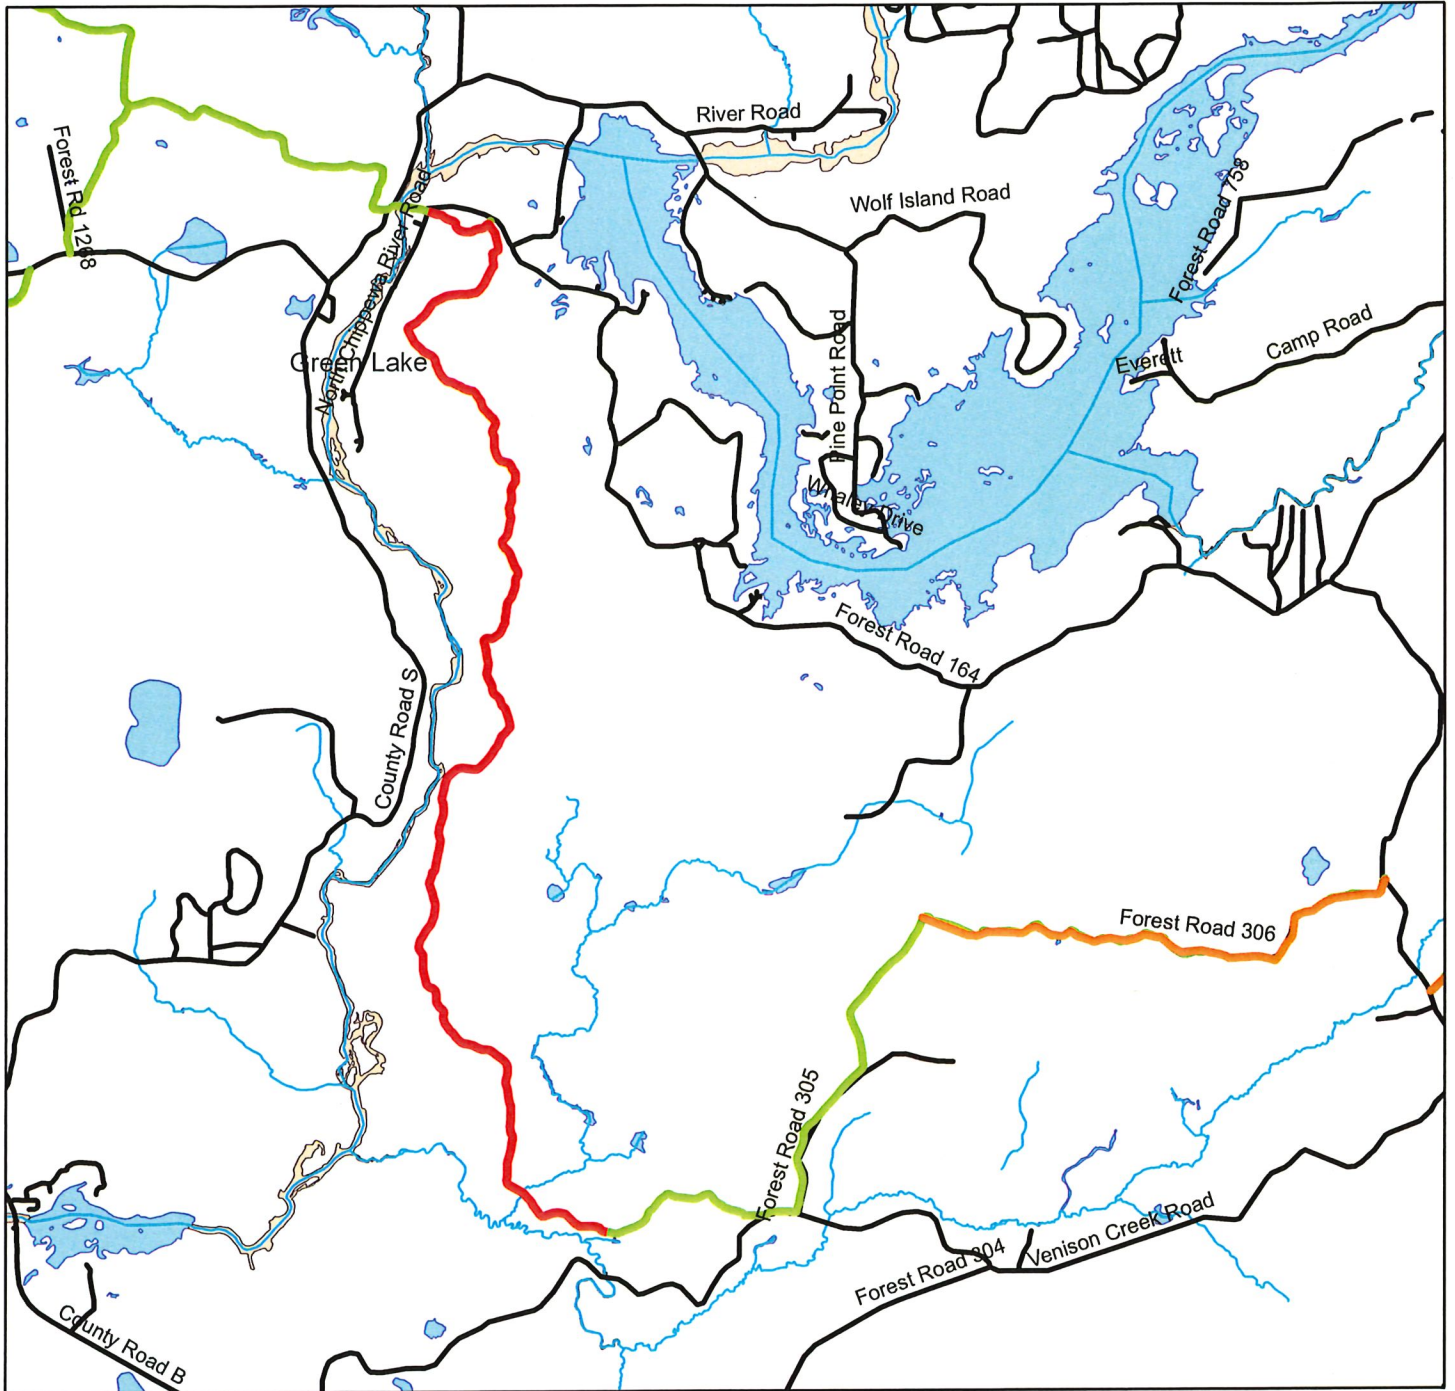 River Road
Forest Rd 1268
Wolf Island Road
Forest Road 758
North Chippewa River Road
Pine Point Road
Camp Road
Everett
Green Lake
Whaley Drive
Forest Road 164
County Road S
Forest Road 306
Forest Road 305
Venison Creek Road
Forest Road 304
County Road B